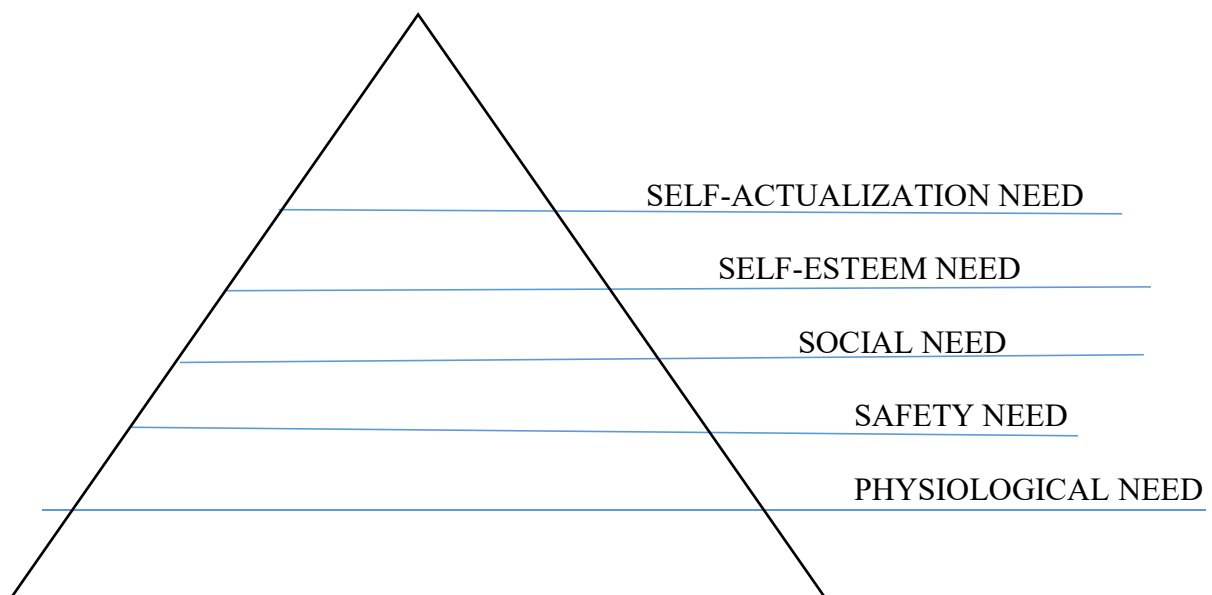 SELF-ACTUALIZATION NEED
SELF-ESTEEM NEED
SOCIAL NEED
SAFETY NEED
PHYSIOLOGICAL NEED